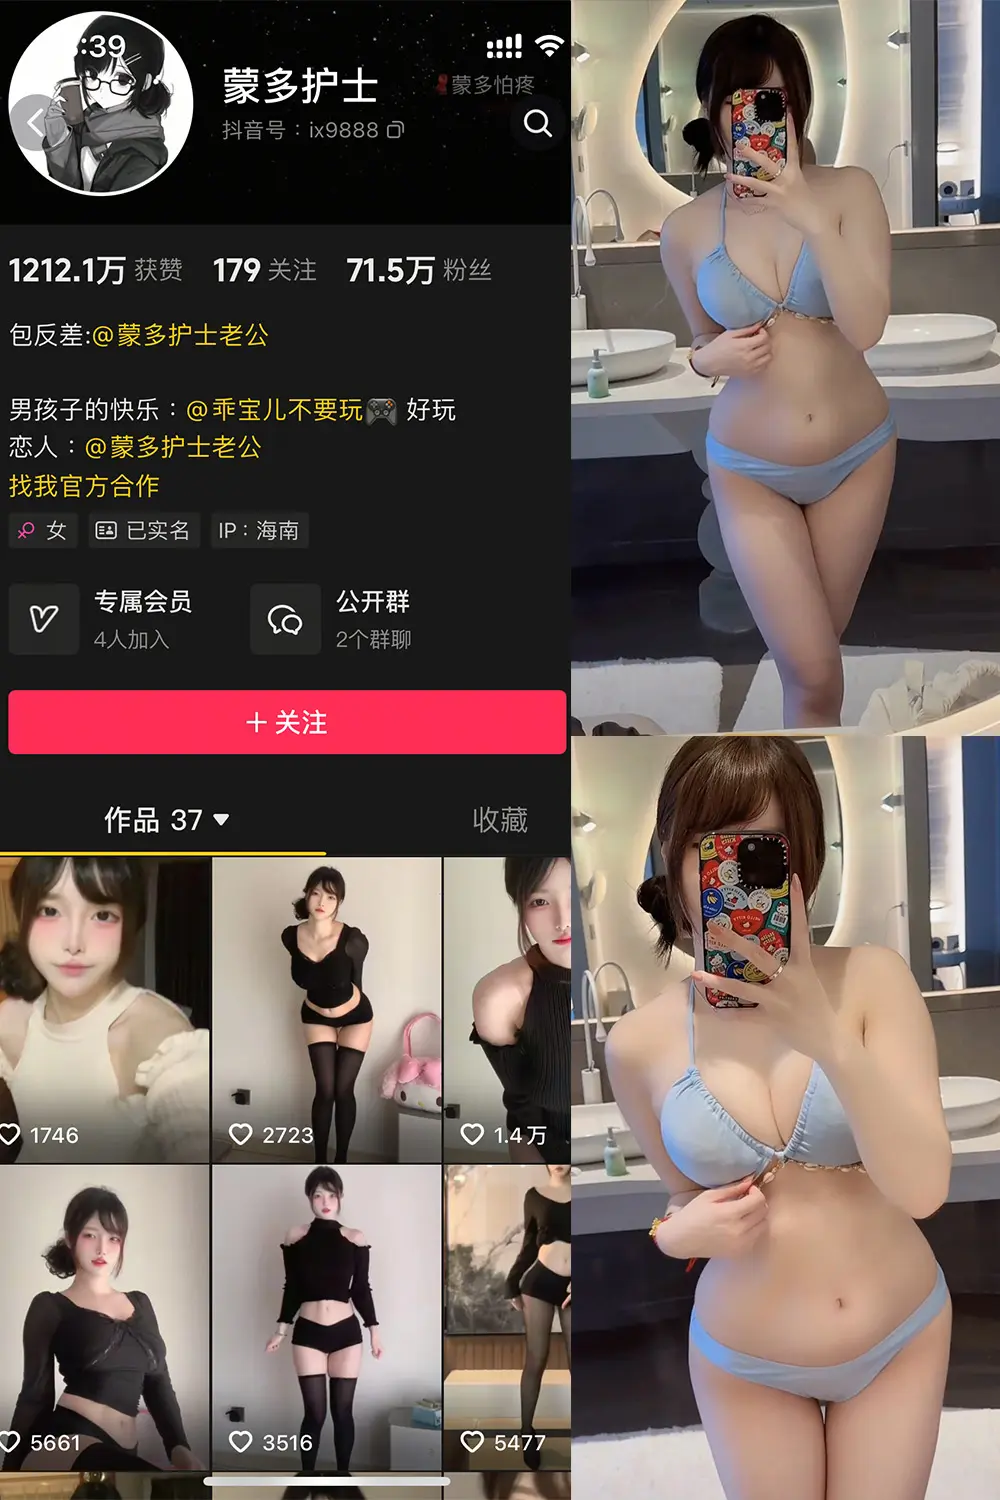 :39
蒙多护士
蒙多怕疼
抖音号：ix9888
1212.1万 获赞 179 关注 71.5万 粉丝
包反差:@蒙多护士老公
男孩子的快乐：@乖宝儿不要玩🎮 好玩
恋人：@蒙多护士老公
找我官方合作
女 已实名 IP：海南
专属会员 公开群
4人加入 2个群聊
+ 关注
作品 37 收藏
1746 2723 1.4万
5661 3516 5477